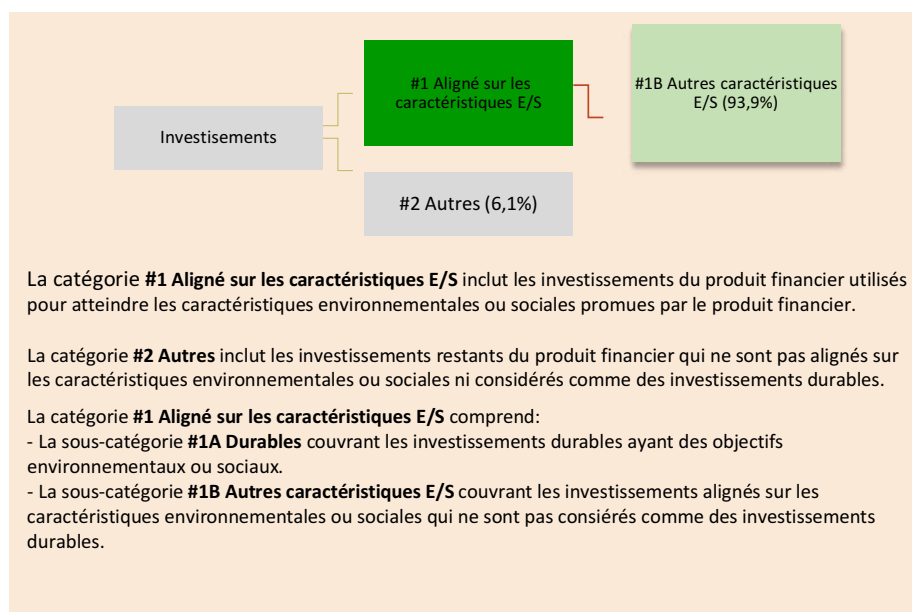 #1 Aligné sur les
caractéristiques E/S
#1B Autres caractéristiques
E/S (93,9%)
Investisements
#2 Autres (6,1%)
La catégorie #1 Aligné sur les caractéristiques E/S inclut les investissements du produit financier utilisés
pour atteindre les caractéristiques environnementales ou sociales promues par le produit financier.
La catégorie #2 Autres inclut les investissements restants du produit financier qui ne sont pas alignés sur
les caractéristiques environnementales ou sociales ni considérés comme des investissements durables.
La catégorie #1 Aligné sur les caractéristiques E/S comprend:
- La sous-catégorie #1A Durables couvrant les investissements durables ayant des objectifs
environnementaux ou sociaux.
- La sous-catégorie #1B Autres caractéristiques E/S couvrant les investissements alignés sur les
caractéristiques environnementales ou sociales qui ne sont pas consiérés comme des investissements
durables.